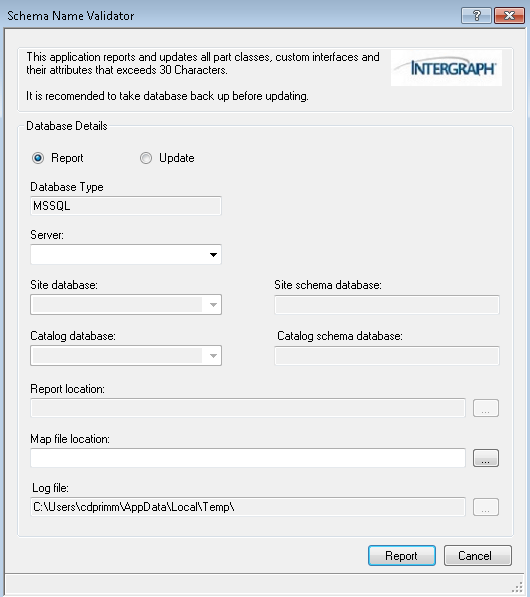 Schema Name Validator
?
This application reports and updates all part classes, custom interfaces and
their attributes that exceeds 30 Characters.
INTERGRAPH
It is recomended to take database back up before updating.
Database Details
Report Update
Database Type
MSSQL
Server:
Site database: Site schema database:
Catalog database: Catalog schema database:
Report location:
...
Map file location:
...
Log file:
C:\Users\cdprimm\AppData\Local\Temp\
...
Report Cancel